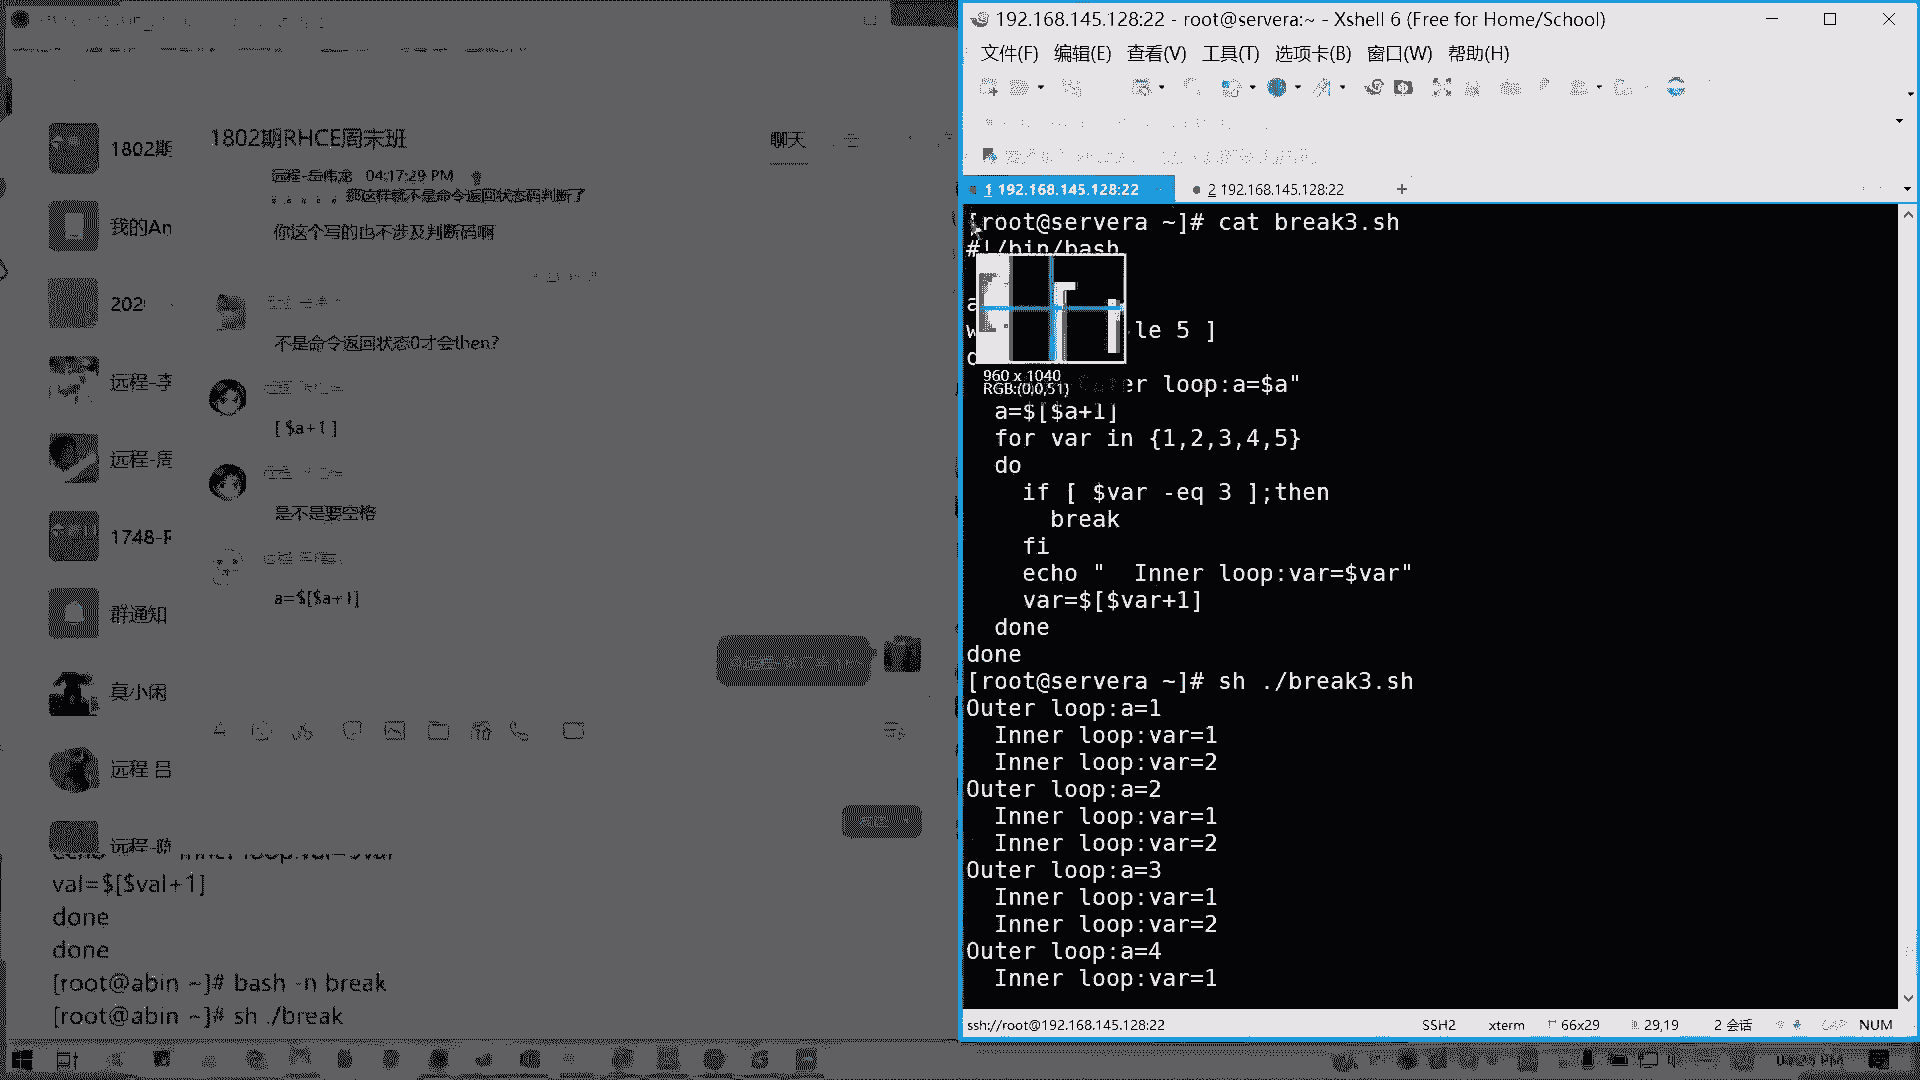 1802期RHCE周末班
聊天
04:17:29 PM
那这样就不是命令返回状态码判断了
你这个写的也不涉及判断码啊
不是命令返回状态0才会then?
[ $a+1 ]
是不是要空格
a=$[$a+1]
1802期
我的An
202
远程-李
远程-周
1748-F
群通知
莫小闲
远程 吕
val=$[$val+1]
done
done
[root@abin ~]# bash -n break
[root@abin ~]# sh ./break
192.168.145.128:22 - root@servera:~ - Xshell 6 (Free for Home/School)
文件(F) 编辑(E) 查看(V) 工具(T) 选项卡(B) 窗口(W) 帮助(H)
1 192.168.145.128:22
2 192.168.145.128:22 +
[root@servera ~]# cat break3.sh
#!/bin/bash
le 5 ]
960 x 1040
RGB:(0,0,51)
er loop:a=$a"
a=$[$a+1]
for var in {1,2,3,4,5}
do
if [ $var -eq 3 ];then
break
fi
echo "  Inner loop:var=$var"
var=$[$var+1]
done
done
[root@servera ~]# sh ./break3.sh
Outer loop:a=1
Inner loop:var=1
Inner loop:var=2
Outer loop:a=2
Inner loop:var=1
Inner loop:var=2
Outer loop:a=3
Inner loop:var=1
Inner loop:var=2
Outer loop:a=4
Inner loop:var=1
ssh://root@192.168.145.128:22 SSH2 xterm 66x29 29,19 2 会话 NUM